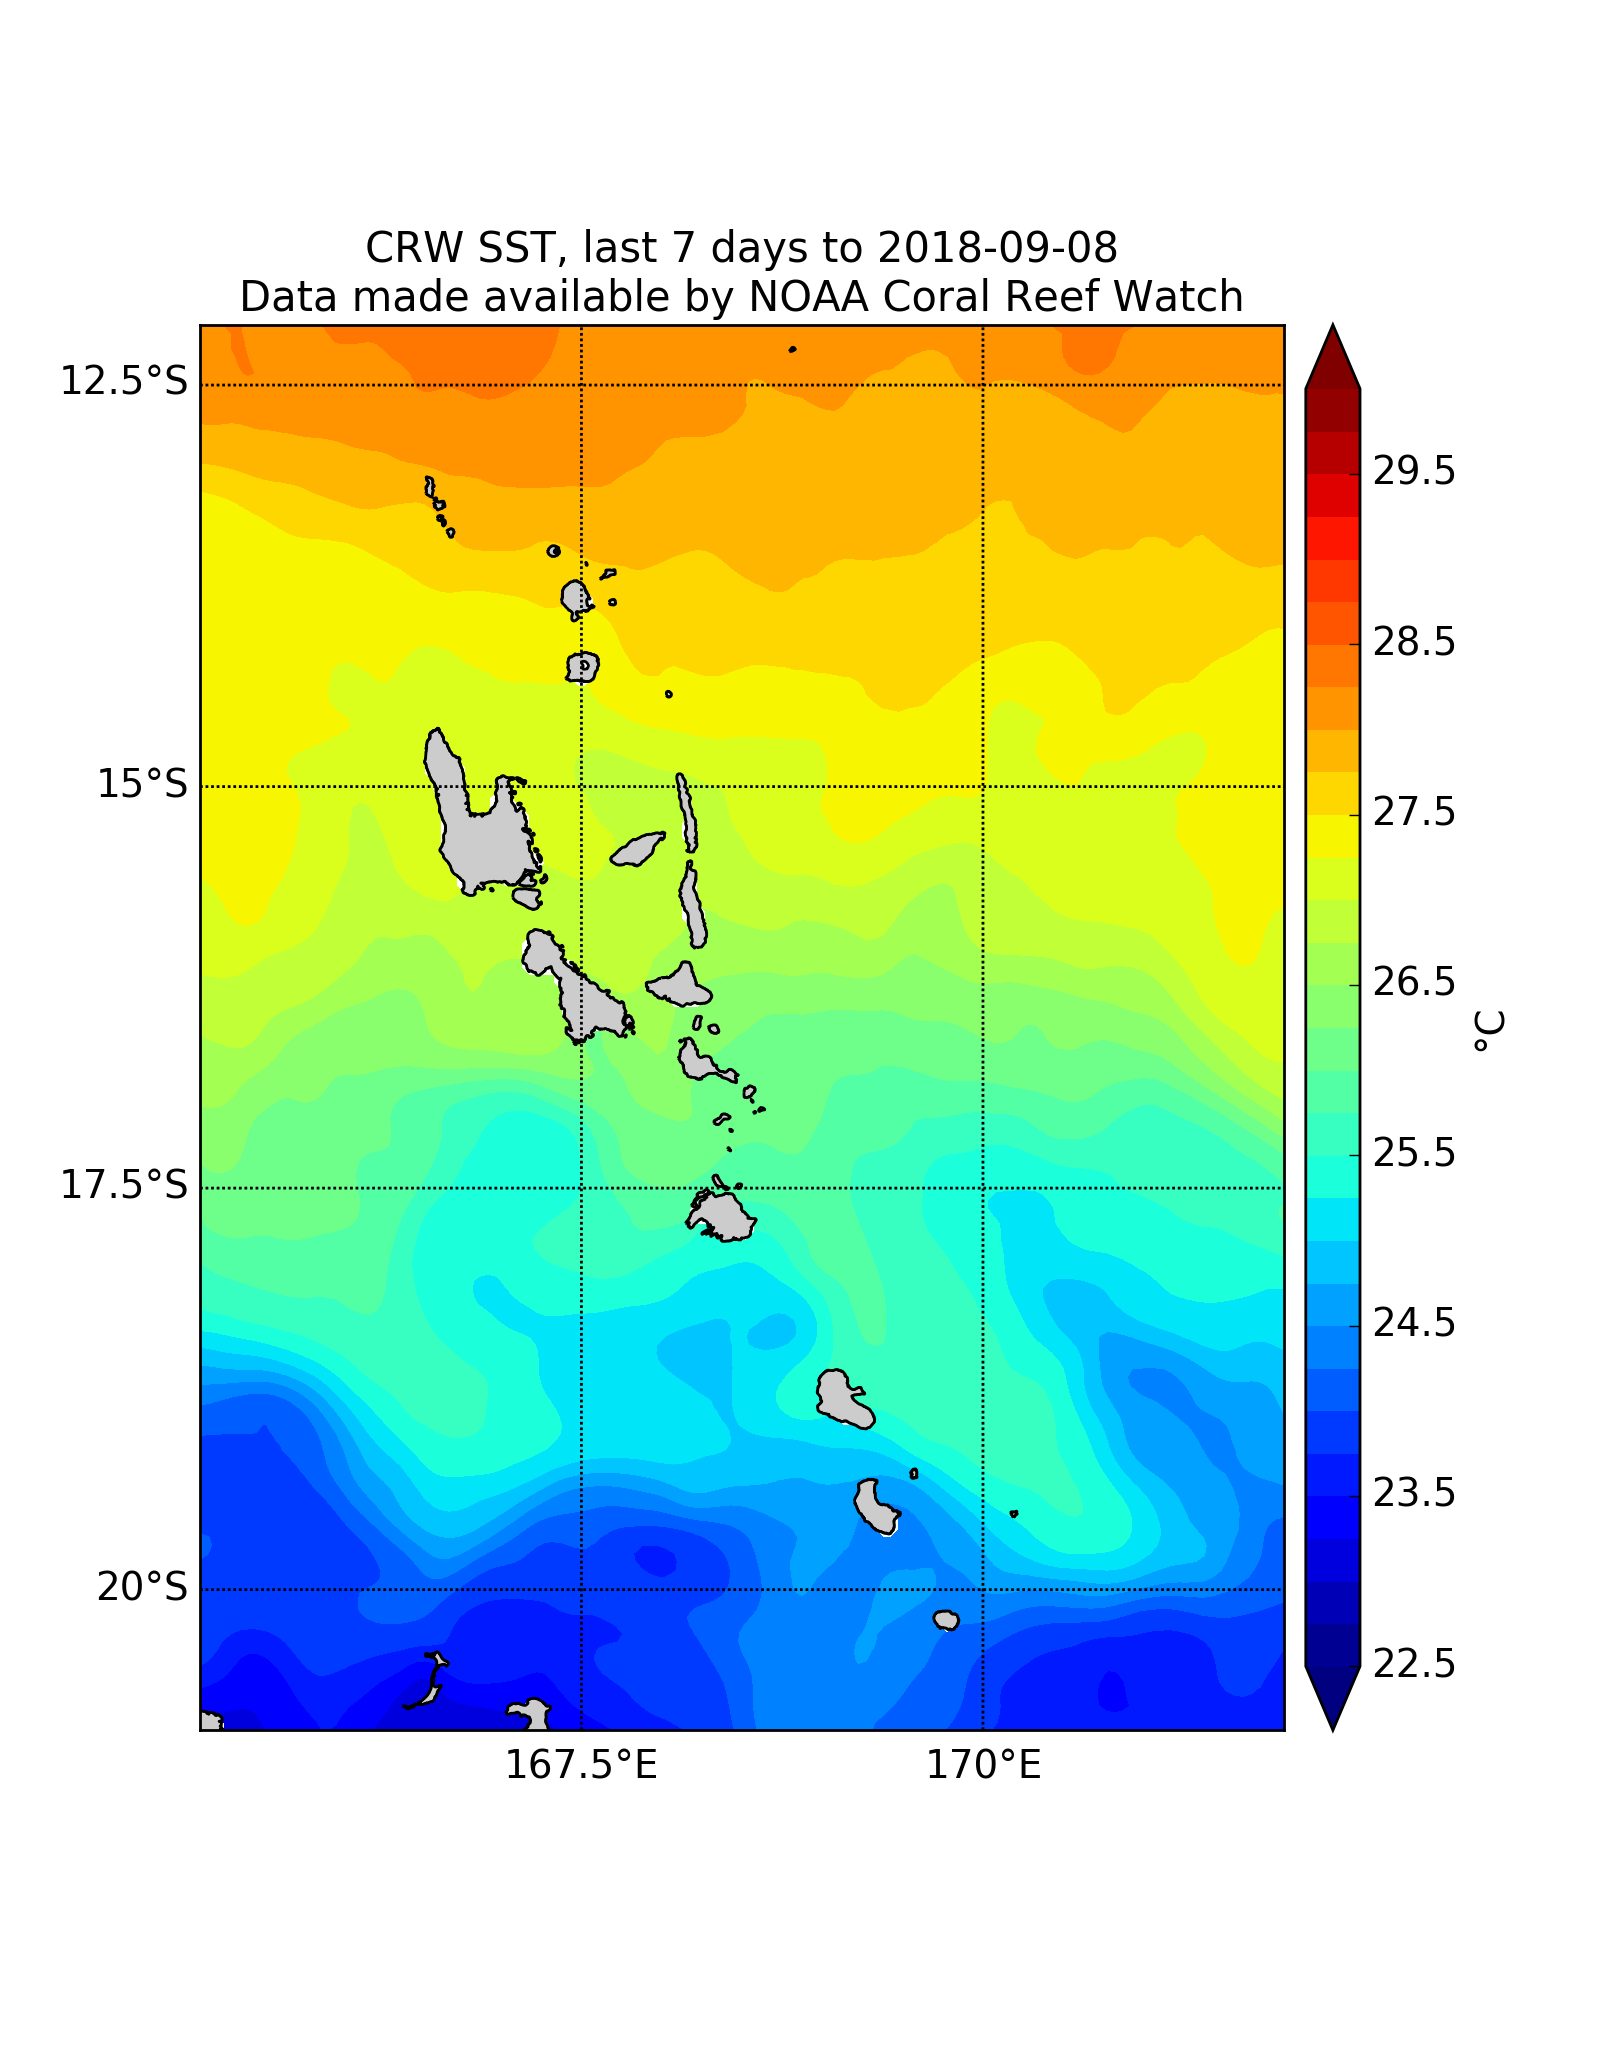 CRW SST, last 7 days to 2018-09-08
Data made available by NOAA Coral Reef Watch
12.5°S
15°S
17.5°S
20°S
167.5°E
170°E
29.5
28.5
27.5
26.5
25.5
24.5
23.5
22.5
°C